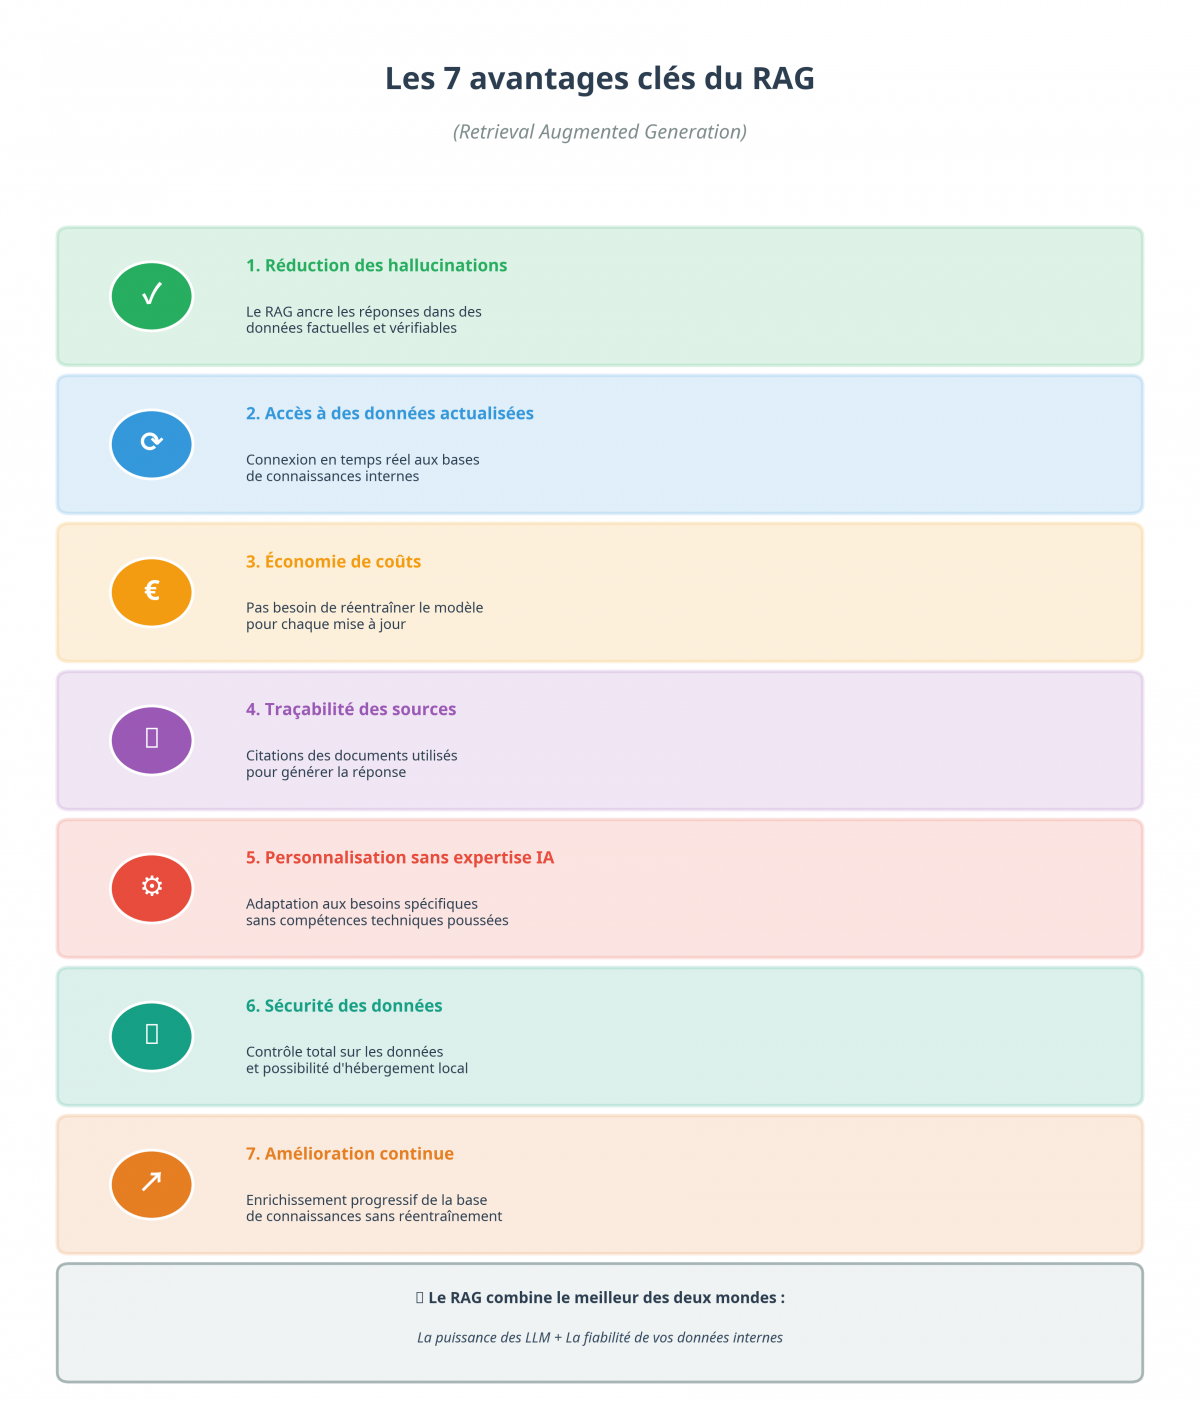 Les 7 avantages clés du RAG
(Retrieval Augmented Generation)
✓
1. Réduction des hallucinations
Le RAG ancre les réponses dans des
données factuelles et vérifiables
⟳
2. Accès à des données actualisées
Connexion en temps réel aux bases
de connaissances internes
€
3. Économie de coûts
Pas besoin de réentraîner le modèle
pour chaque mise à jour
4. Traçabilité des sources
Citations des documents utilisés
pour générer la réponse
⚙
5. Personnalisation sans expertise IA
Adaptation aux besoins spécifiques
sans compétences techniques poussées
6. Sécurité des données
Contrôle total sur les données
et possibilité d'hébergement local
↗
7. Amélioration continue
Enrichissement progressif de la base
de connaissances sans réentraînement
Le RAG combine le meilleur des deux mondes :
La puissance des LLM + La fiabilité de vos données internes